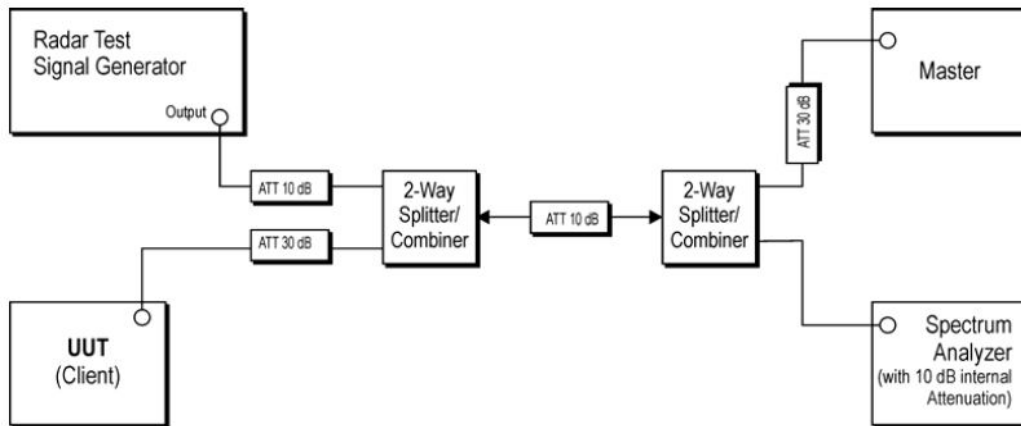 Radar Test
Signal Generator
Output
ATT 10 dB
ATT 30 dB
UUT
(Client)
2-Way
Splitter/
Combiner
ATT 10 dB
2-Way
Splitter/
Combiner
ATT 30 dB
Master
Spectrum
Analyzer
(with 10 dB internal
Attenuation)